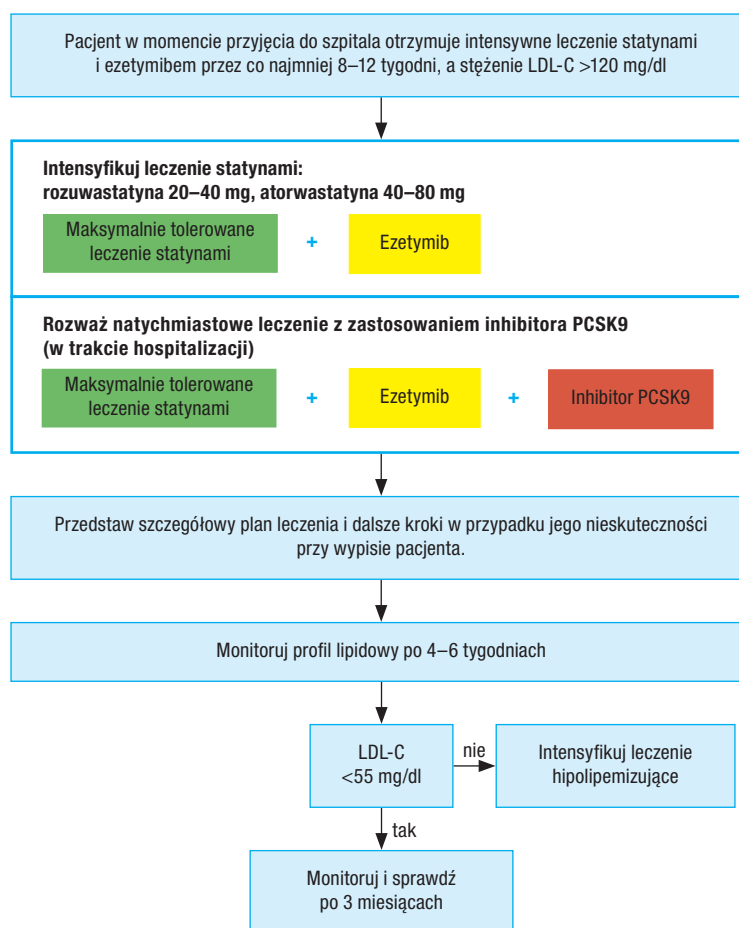 Pacjent w momencie przyjęcia do szpitala otrzymuje intensywne leczenie statynami
i ezetymibem przez co najmniej 8–12 tygodni, a stężenie LDL-C >120 mg/dl
Intensyfikuj leczenie statynami:
rozuwastatyna 20–40 mg, atorwastatyna 40–80 mg
Maksymalnie tolerowane
leczenie statynami
+
Ezetymib
Rozważ natychmiastowe leczenie z zastosowaniem inhibitora PCSK9
(w trakcie hospitalizacji)
Maksymalnie tolerowane
leczenie statynami
+
Ezetymib
+
Inhibitor PCSK9
Przedstaw szczegółowy plan leczenia i dalsze kroki w przypadku jego nieskuteczności
przy wypisie pacjenta.
Monitoruj profil lipidowy po 4–6 tygodniach
LDL-C
<55 mg/dl
nie
Intensyfikuj leczenie
hipolipemizujące
tak
Monitoruj i sprawdź
po 3 miesiącach